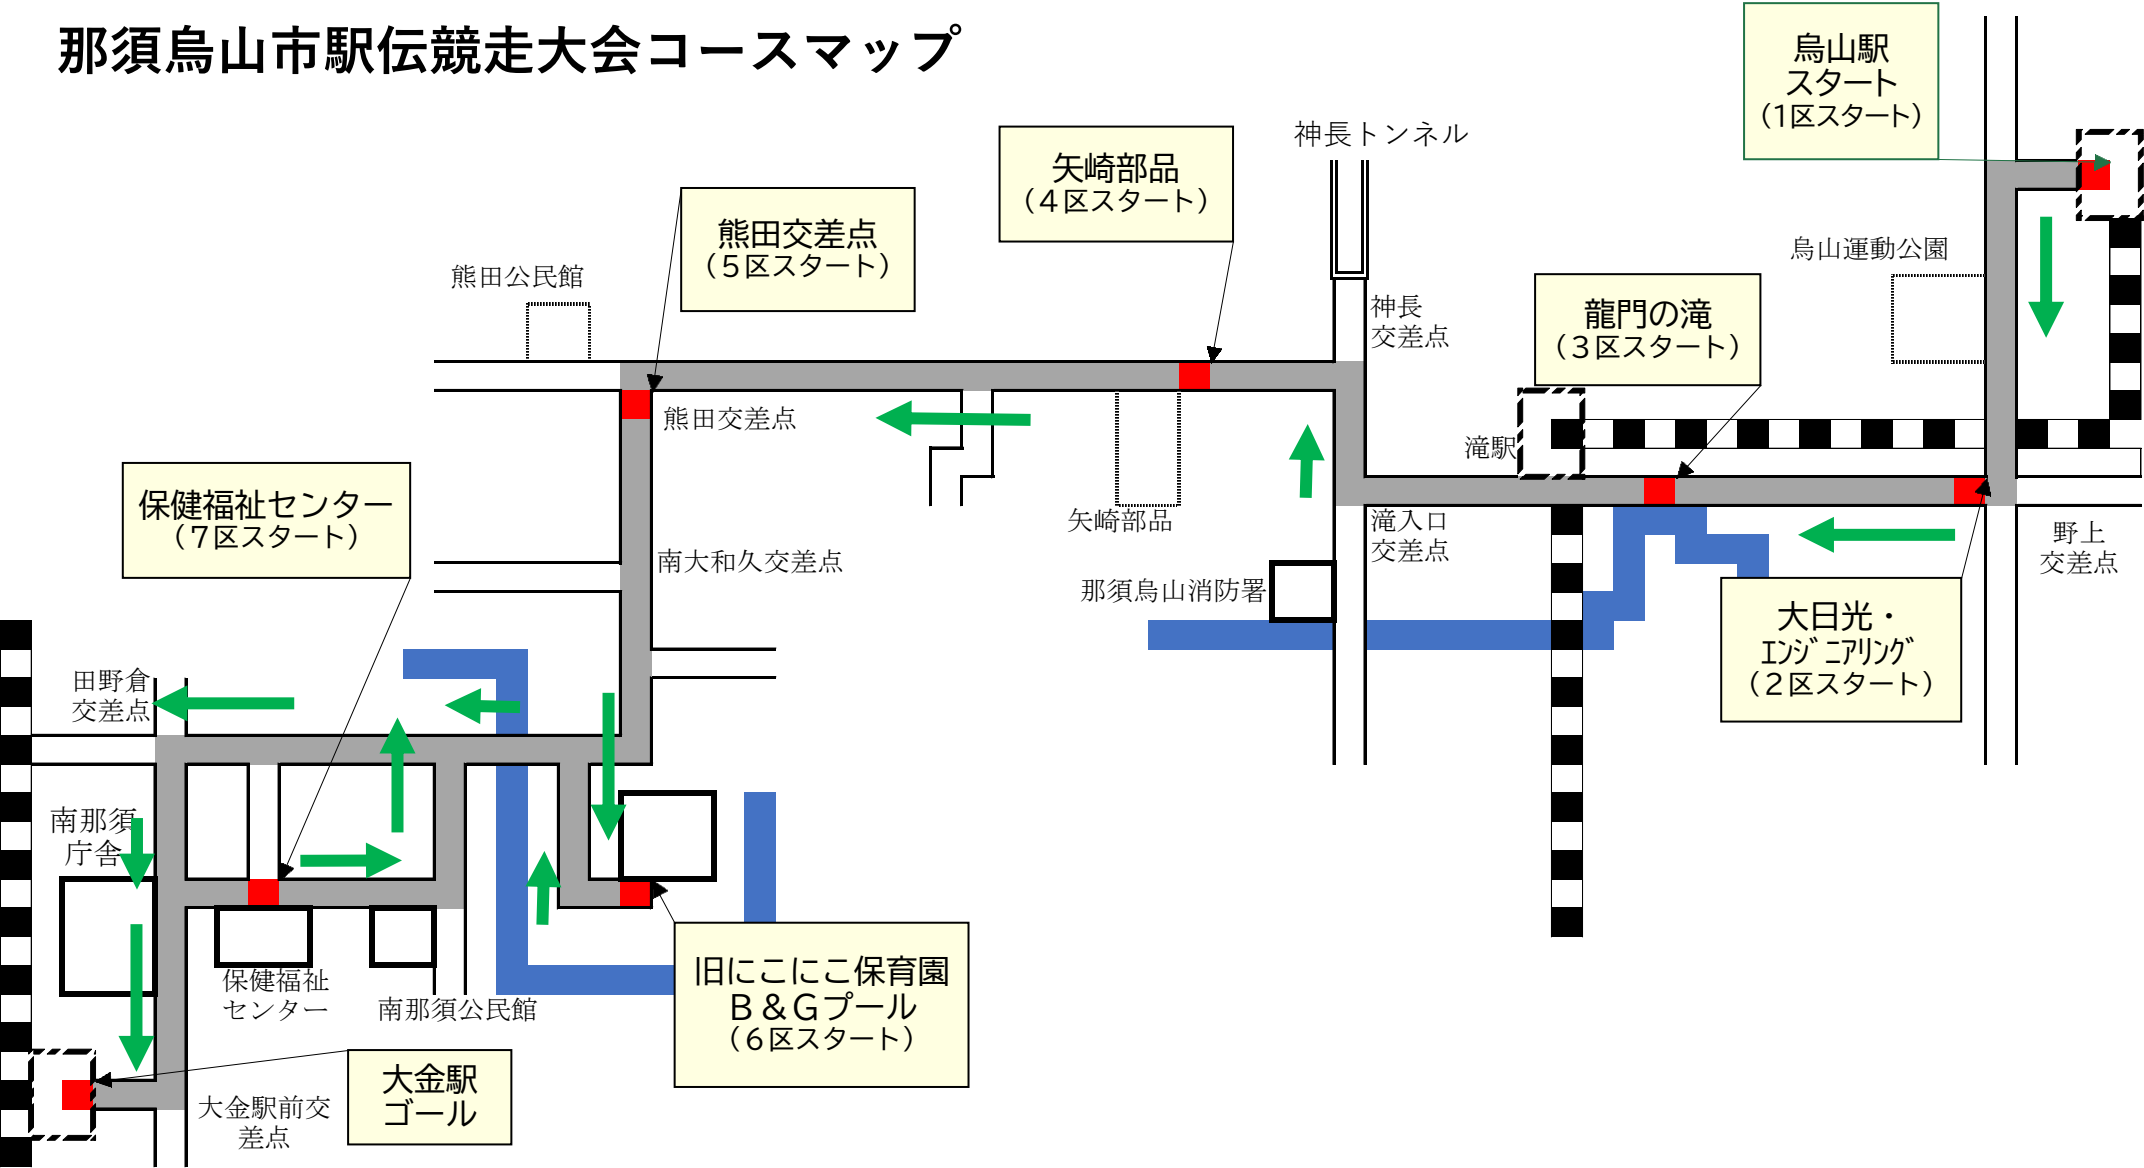 那須烏山市駅伝競走大会コースマップ
烏山駅
スタート
（1区スタート）
神長トンネル
矢崎部品
（４区スタート）
熊田交差点
（５区スタート）
烏山運動公園
熊田公民館
龍門の滝
（３区スタート）
神長
交差点
熊田交差点
滝駅
保健福祉センター
（７区スタート）
矢崎部品
滝入口
交差点
野上
交差点
南大和久交差点
那須烏山消防署
大日光・
ｴﾝｼﾞﾆｱﾘﾝｸﾞ
（２区スタート）
田野倉
交差点
南那須
庁舎
保健福祉
センター
南那須公民館
旧にこにこ保育園
Ｂ＆Ｇプール
（６区スタート）
大金駅
ゴール
大金駅前交
差点